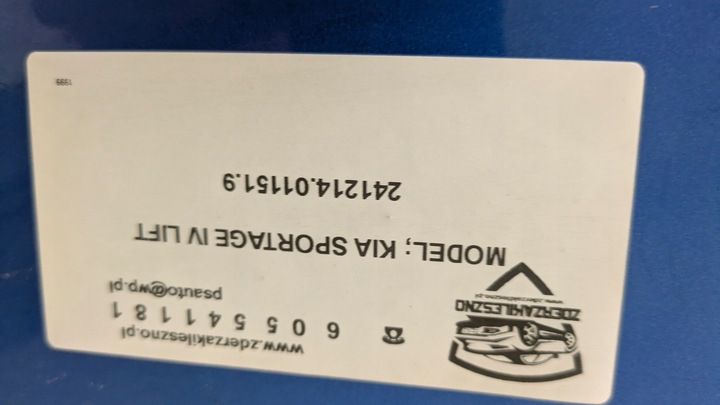 www.zderzakileszno.pl
605541181
psauto@wp.pl
ZDERZAKILESZNO
www.zderzakileszno.pl
MODEL; KIA SPORTAGE IV LIFT
241214.01151.9
1995